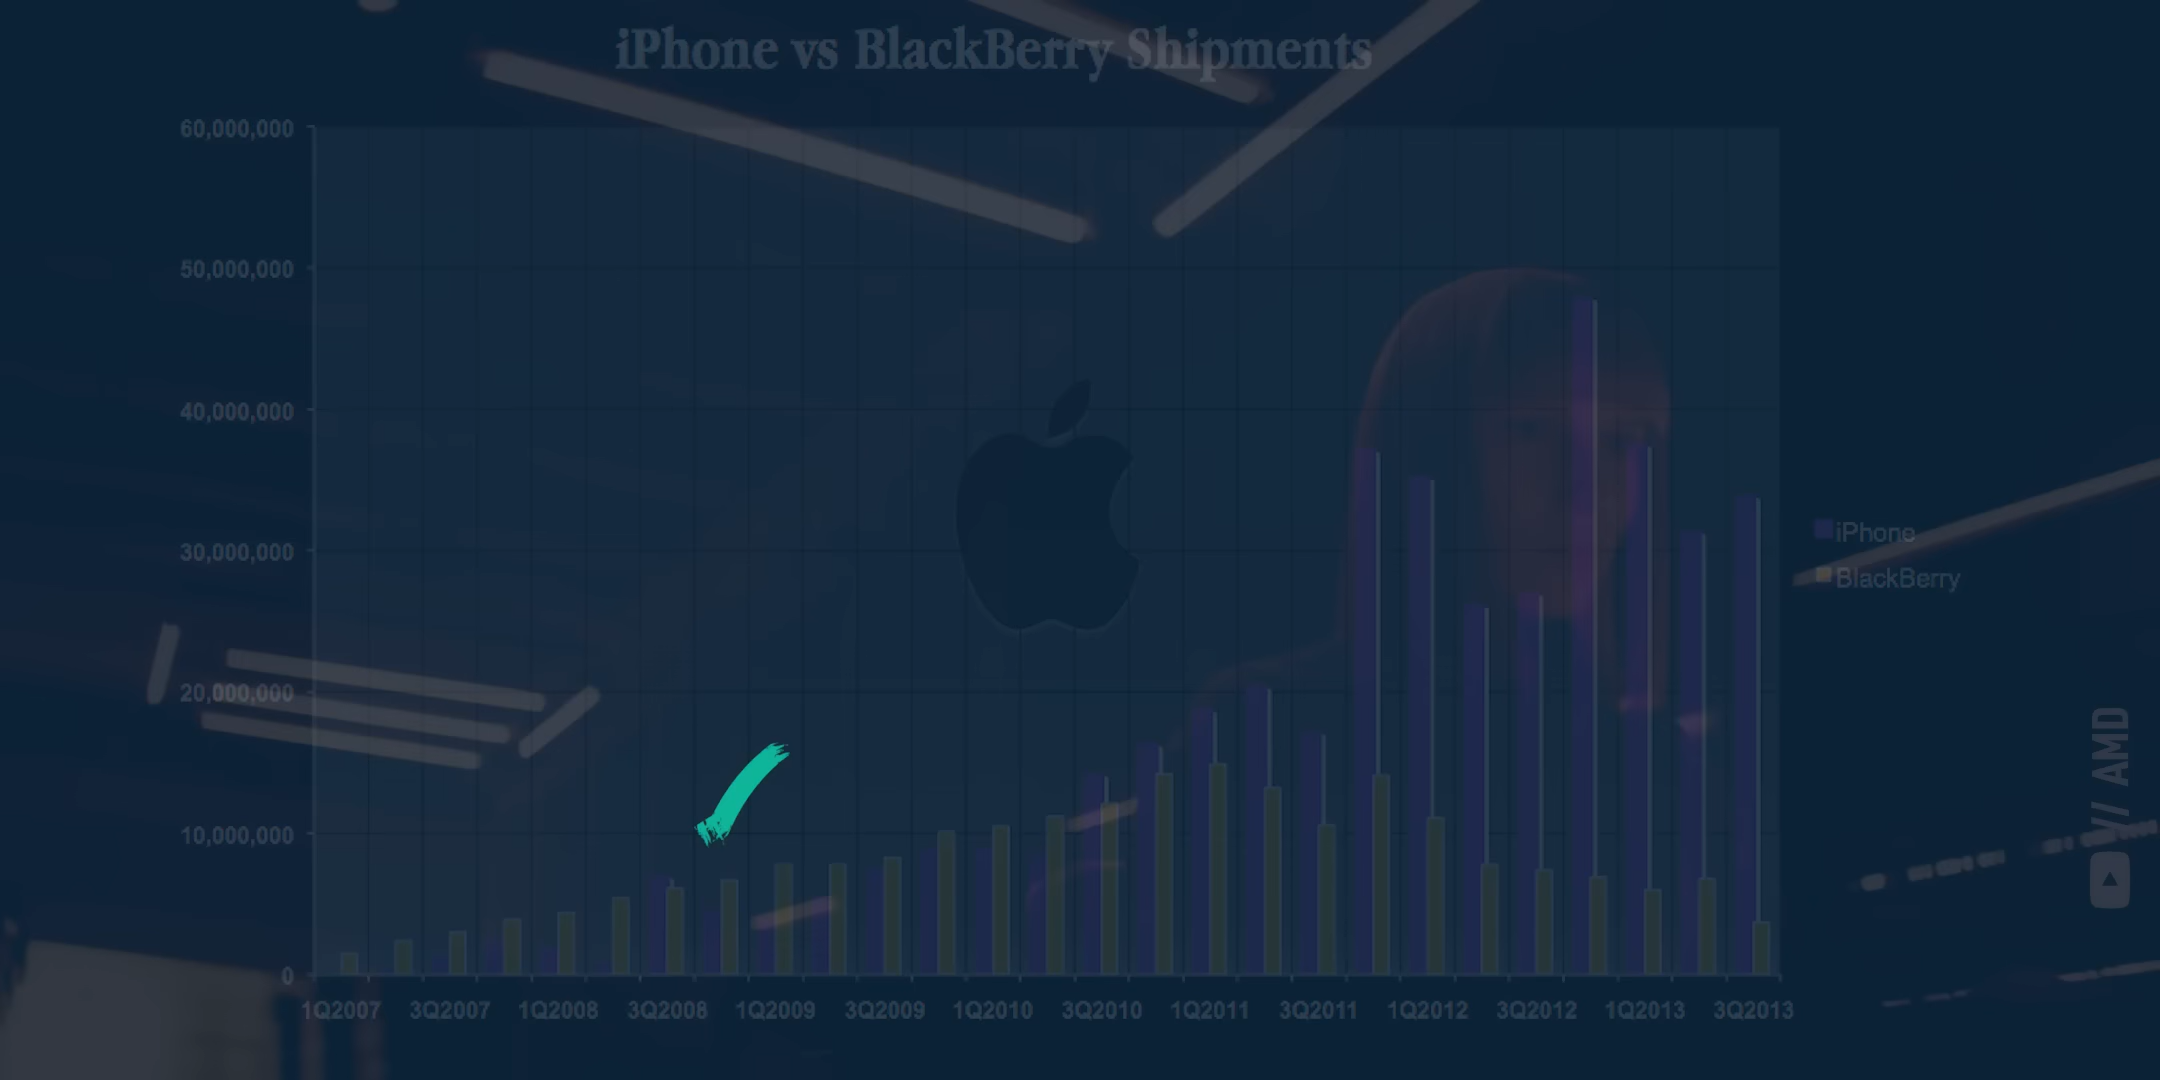 iPhone vs BlackBerry Shipments
60,000,000
50,000,000
40,000,000
30,000,000
20,000,000
10,000,000
0
1Q2007 3Q2007 1Q2008 3Q2008 1Q2009 3Q2009 1Q2010 3Q2010 1Q2011 3Q2011 1Q2012 3Q2012 1Q2013 3Q2013
iPhone
BlackBerry
// AMD